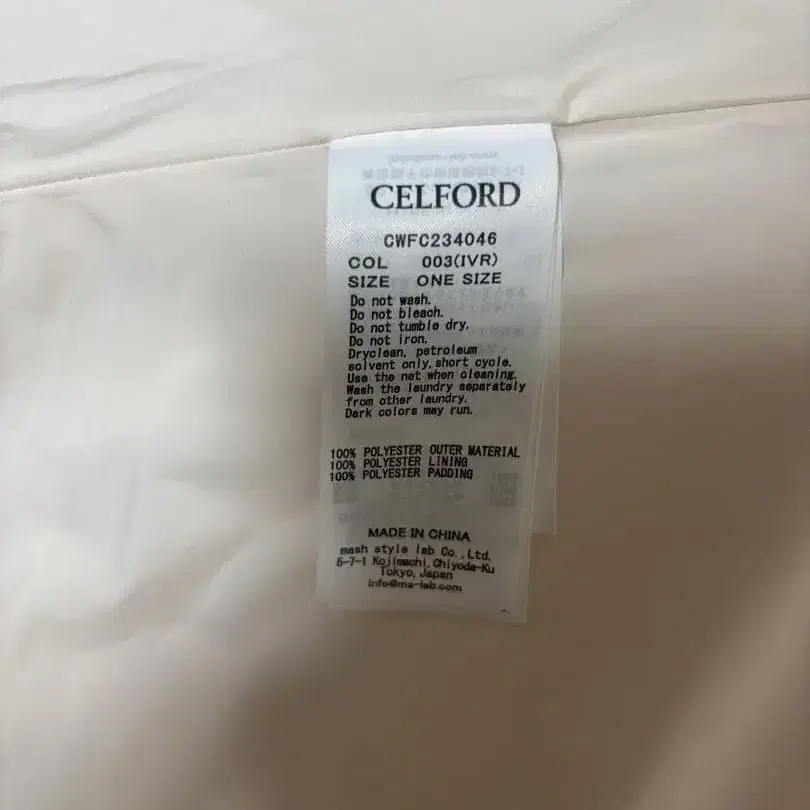 CELFORD
CWFC234046
COL 003(IVR)
SIZE ONE SIZE
Do not wash.
Do not bleach.
Do not tumble dry.
Do not iron.
Dryclean, petroleum
solvent only,short cycle.
Use the net when cleaning.
Wash the laundry separately
from other laundry.
Dark colors may run.
100% POLYESTER OUTER MATERIAL
100% POLYESTER LINING
100% POLYESTER PADDING
MADE IN CHINA
mash style lab Co.,Ltd.
5-7-1 Kojimachi,Chiyoda-Ku
Tokyo,Japan
info@ms-lab.com